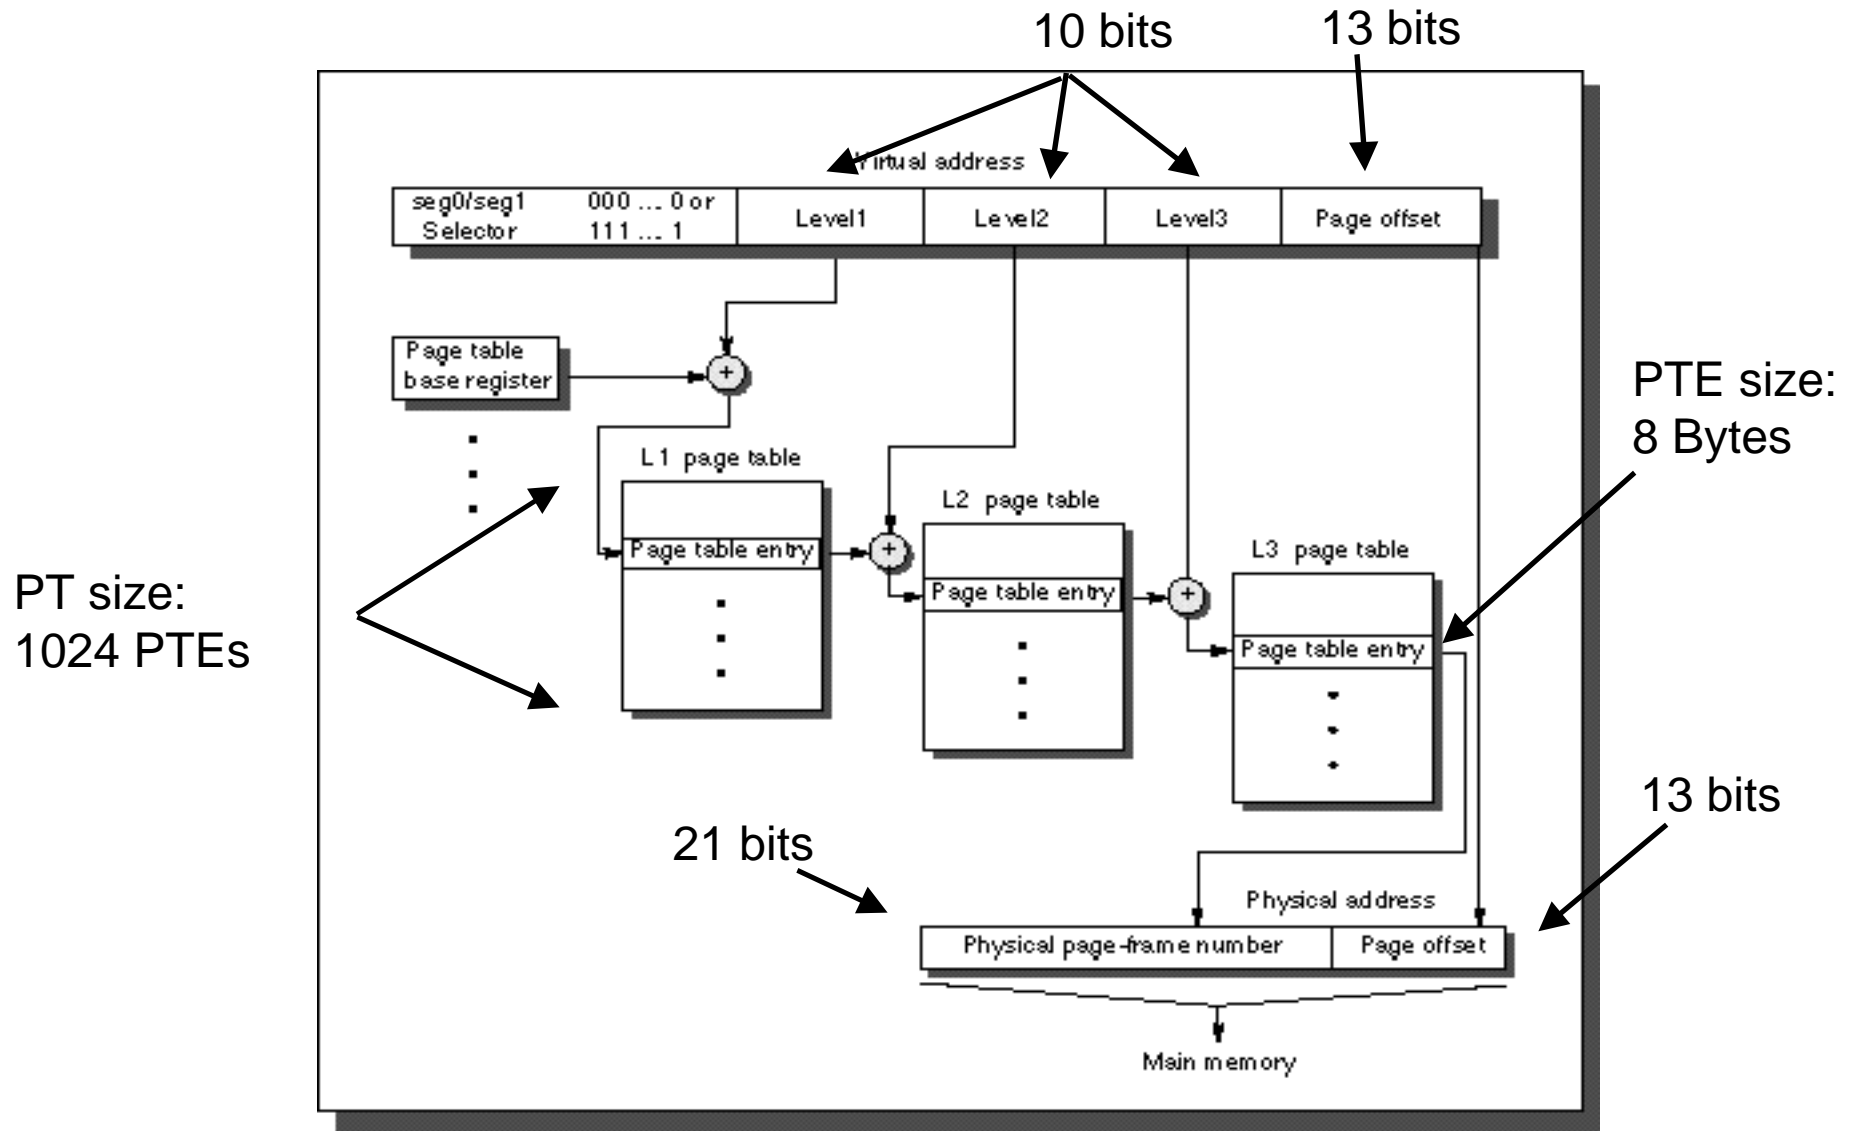 10 bits
13 bits
Virtual address
seg0/seg1 000 ... 0 or
Selector 111 ... 1
Level1
Level2
Level3
Page offset
Page table
base register
PTE size:
8 Bytes
L1 page table
Page table entry
L2 page table
Page table entry
L3 page table
Page table entry
PT size:
1024 PTEs
21 bits
13 bits
Physical address
Physical page-frame number
Page offset
Main memory